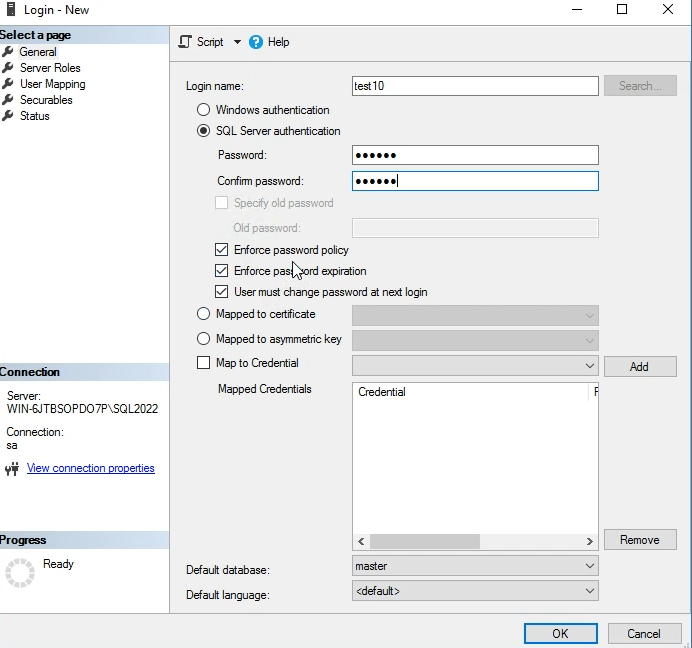 Login - New
Select a page
General
Server Roles
User Mapping
Securables
Status
Script
Help
Login name:
test10
Search...
Windows authentication
SQL Server authentication
Password:
●●●●●●
Confirm password:
●●●●●●
Specify old password
Old password:
Enforce password policy
Enforce password expiration
User must change password at next login
Mapped to certificate
Mapped to asymmetric key
Map to Credential
Add
Mapped Credentials
Credential
Remove
Default database:
master
Default language:
<default>
Connection
Server:
WIN-6JTBSOPDO7P\SQL2022
Connection:
sa
View connection properties
Progress
Ready
OK
Cancel